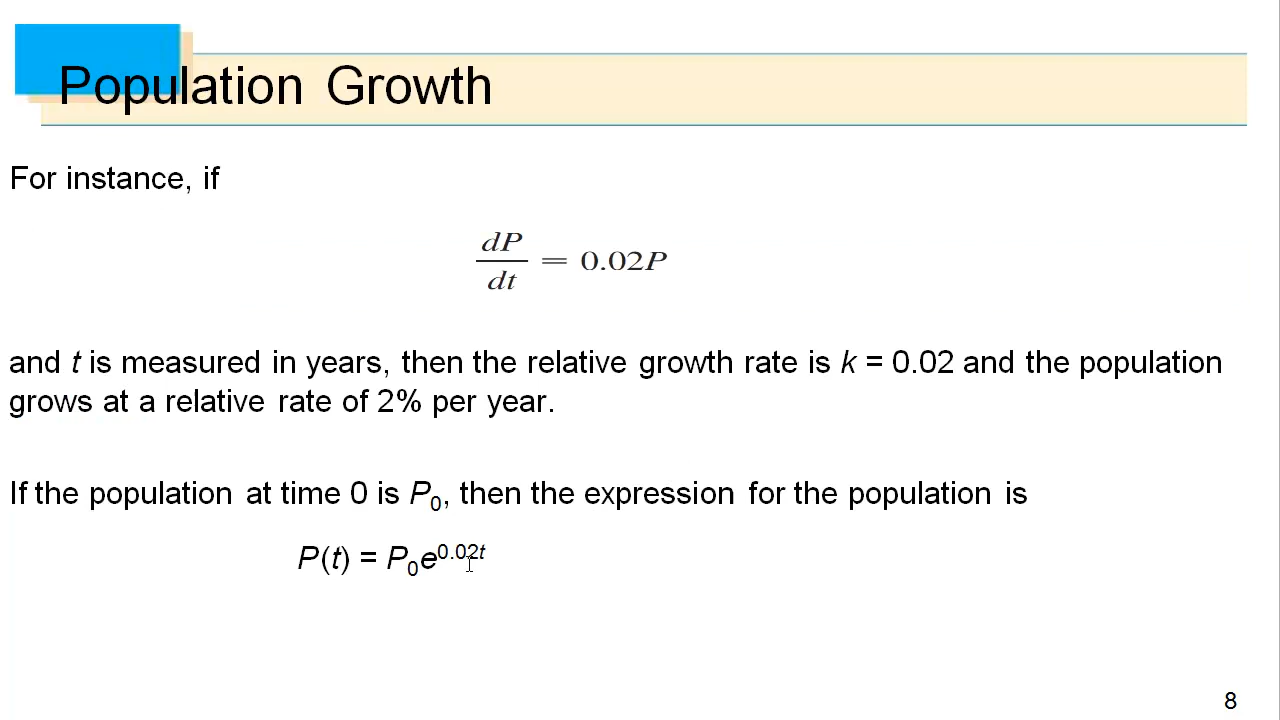 Population Growth
For instance, if
dP/dt = 0.02P
and t is measured in years, then the relative growth rate is k = 0.02 and the population
grows at a relative rate of 2% per year.
If the population at time 0 is P₀, then the expression for the population is
P(t) = P₀e^0.02t
8